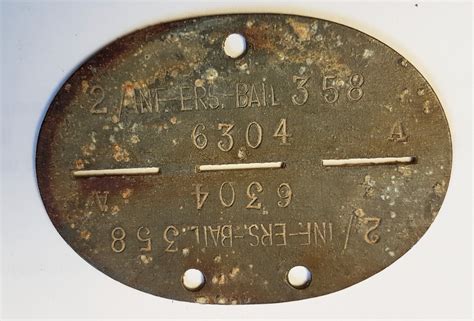 2/INF.-ERS.-BAIL 358
6304 A
A 6304
2/INF.-ERS.-BAIL.358